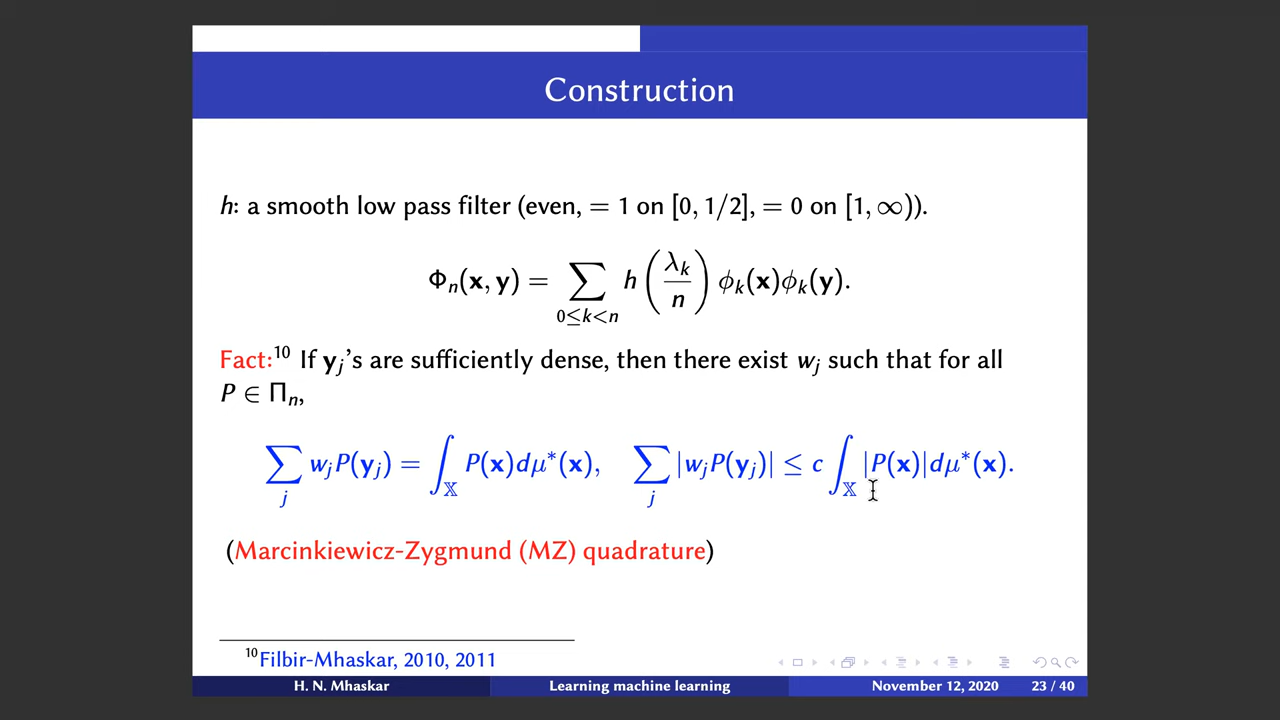 Construction
h: a smooth low pass filter (even, = 1 on [0, 1/2], = 0 on [1, ∞)).
Φₙ(x, y) = ∑_{0≤k<n} h(λₖ/n) ϕₖ(x)ϕₖ(y).
Fact:¹⁰ If yⱼ's are sufficiently dense, then there exist wⱼ such that for all
P ∈ Πₙ,
∑ⱼ wⱼP(yⱼ) = ∫_𝕏 P(x)dμ*(x), ∑ⱼ |wⱼP(yⱼ)| ≤ c ∫_𝕏 |P(x)|dμ*(x).
(Marcinkiewicz-Zygmund (MZ) quadrature)
¹⁰Filbir-Mhaskar, 2010, 2011
H. N. Mhaskar Learning machine learning November 12, 2020 23 / 40